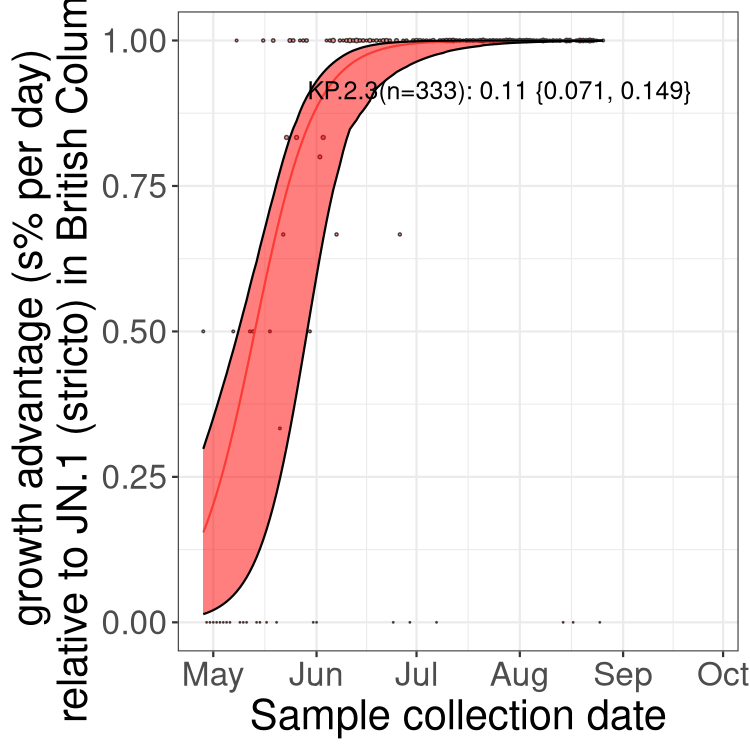 growth advantage (s% per day)
relative to JN.1 (stricto) in British Colum
1.00
0.75
0.50
0.25
0.00
KP.2.3(n=333): 0.11 {0.071, 0.149}
May Jun Jul Aug Sep Oct
Sample collection date